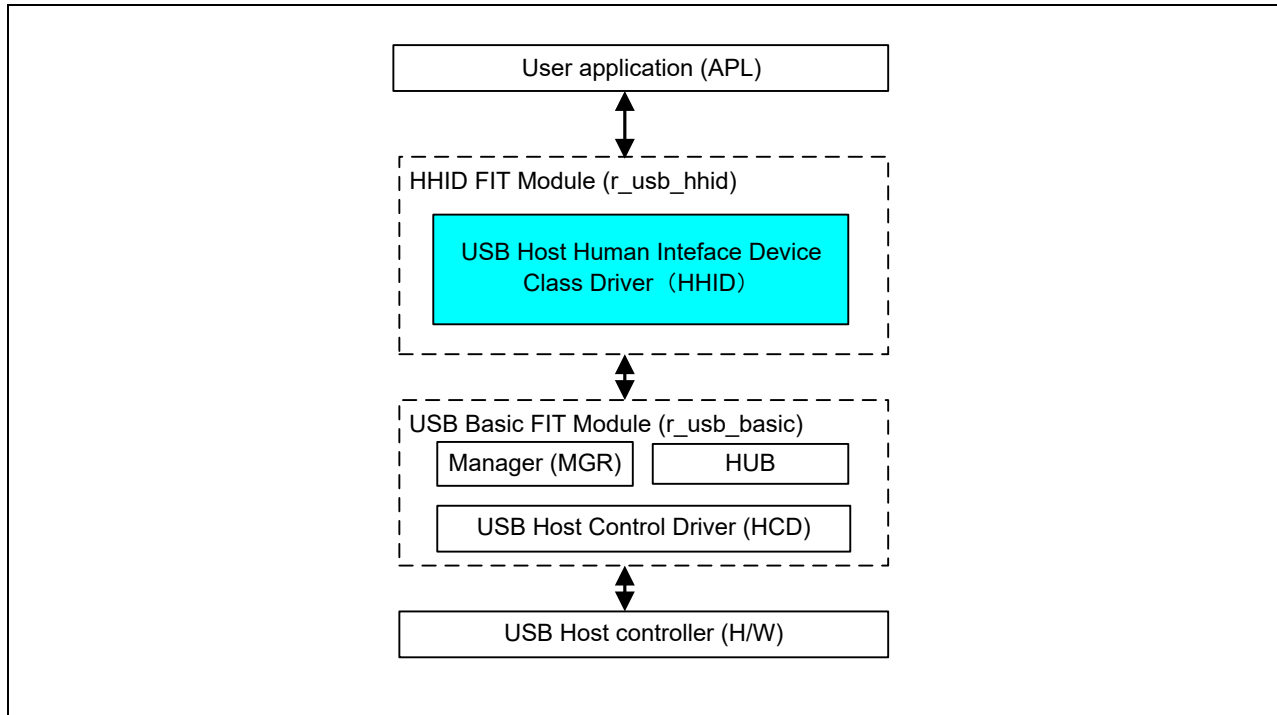 User application (APL)
HHID FIT Module (r_usb_hhid)
USB Host Human Inteface Device
Class Driver（HHID）
USB Basic FIT Module (r_usb_basic)
Manager (MGR)
HUB
USB Host Control Driver (HCD)
USB Host controller (H/W)